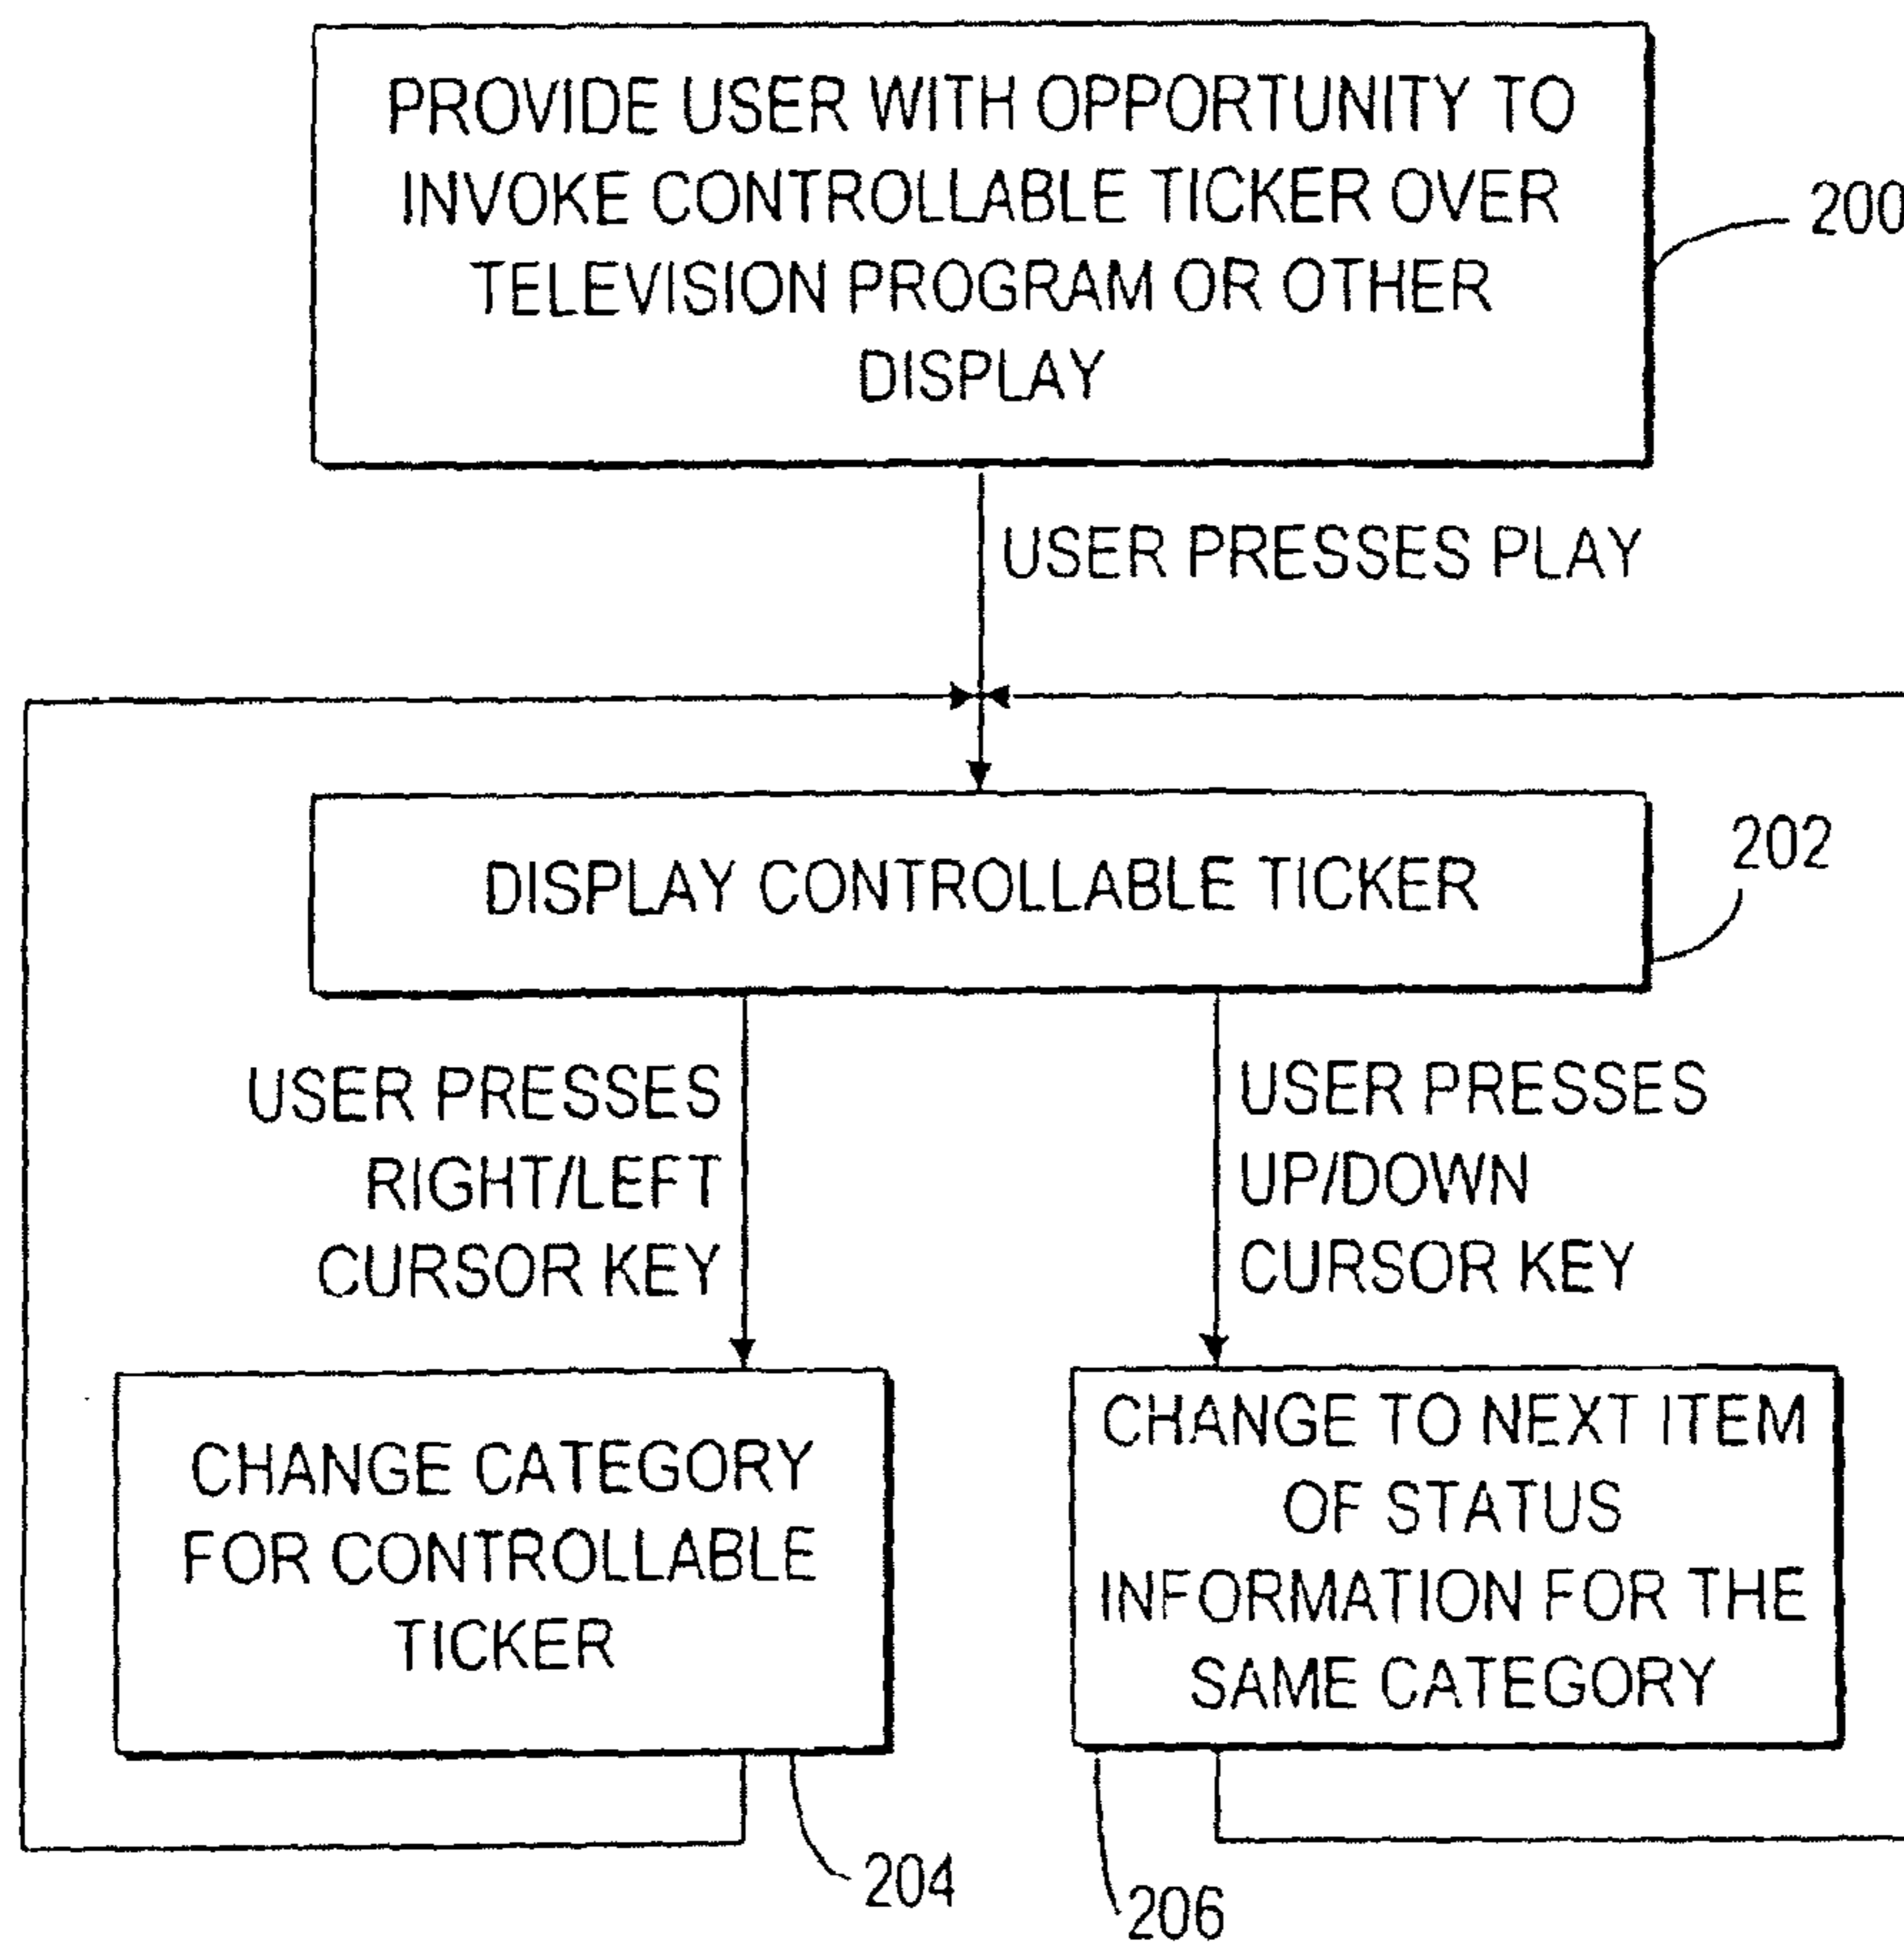 PROVIDE USER WITH OPPORTUNITY TO
INVOKE CONTROLLABLE TICKER OVER
TELEVISION PROGRAM OR OTHER
DISPLAY
200
USER PRESSES PLAY
DISPLAY CONTROLLABLE TICKER
202
USER PRESSES
RIGHT/LEFT
CURSOR KEY
USER PRESSES
UP/DOWN
CURSOR KEY
CHANGE CATEGORY
FOR CONTROLLABLE
TICKER
CHANGE TO NEXT ITEM
OF STATUS
INFORMATION FOR THE
SAME CATEGORY
204
206